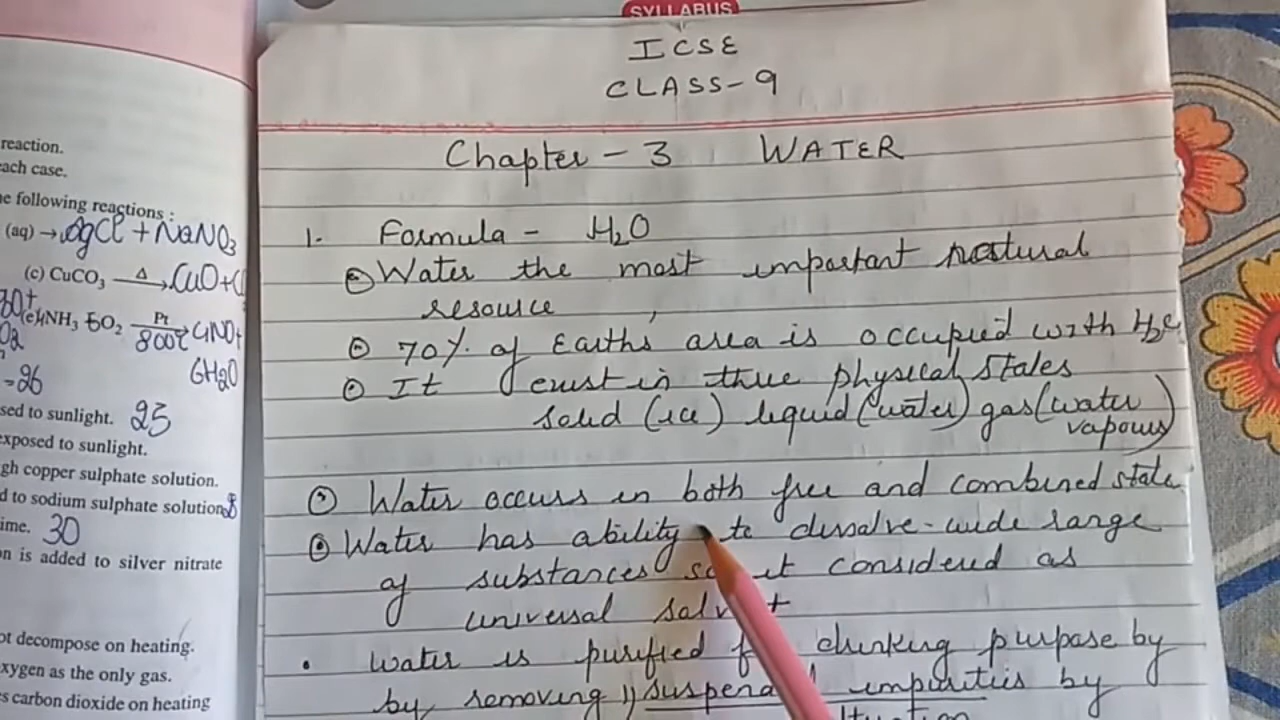 SYLLABUS
ICSE
CLASS-9
Chapter - 3 WATER
1. Formula - H₂O
Water the most important natural
resource,
70% of Earths area is occupied with H₂O
It exist in three physical states
solid (ice) liquid (water) gas (water
vapours)
Water occurs in both free and combined state
Water has ability to dissolve wide range
of substances so it considered as
universal solvent
• Water is purified for drinking purpose by
by removing 1) suspended impurities by
reaction.
each case.
he following reactions :
(aq) → AgCl + NaNO₃
(c) CuCO₃ Δ→ CuO +
NH₃ + 5O₂ Pt
800°C
6H₂O
= 26
sed to sunlight. 25
exposed to sunlight.
gh copper sulphate solution.
d to sodium sulphate solution
ime. 30
on is added to silver nitrate
ot decompose on heating.
xygen as the only gas.
s carbon dioxide on heating